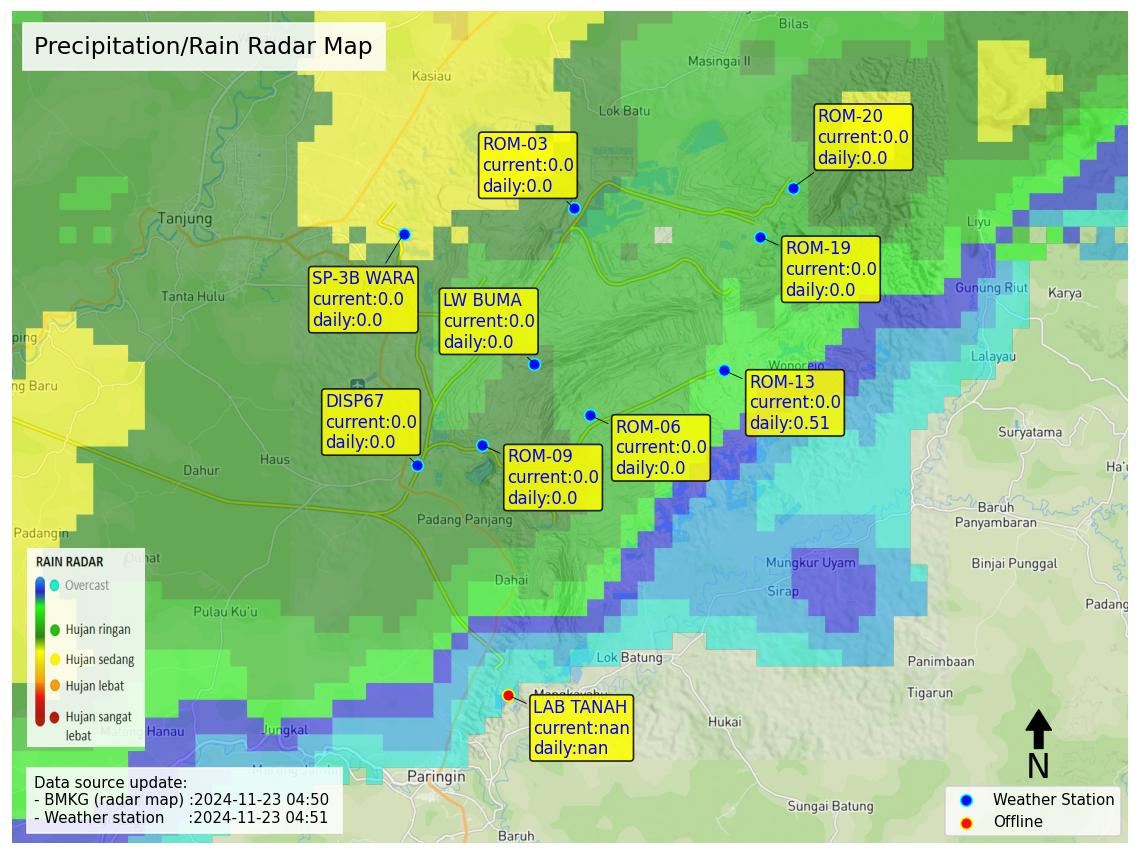 Precipitation/Rain Radar Map
Bilas
Masingai II
Kasiau
Lok Batu
ROM-20
current:0.0
daily:0.0
ROM-03
current:0.0
daily:0.0
Tanjung
Liyu
ROM-19
current:0.0
daily:0.0
SP-3B WARA
current:0.0
daily:0.0
Tanta Hulu
LW BUMA
current:0.0
daily:0.0
Gunung Riut
Karya
ping
Lalayau
Wonorejo
ng Baru
ROM-13
current:0.0
daily:0.51
DISP67
current:0.0
daily:0.0
ROM-06
current:0.0
daily:0.0
Suryatama
ROM-09
current:0.0
daily:0.0
Haus
Dahur
Ha'u
Padang Panjang
Baruh
Panyambaran
Padangin
Mungkur Uyam
Binjai Punggal
Dahai
Sirap
Padang
Pulau Ku'u
RAIN RADAR
Overcast
Hujan ringan
Hujan sedang
Hujan lebat
Hujan sangat
lebat
Lok Batung
Panimbaan
Tigarun
Mangkayahu
LAB TANAH
current:nan
daily:nan
Hukai
Matang Hanau
Jungkal
Murung Jambu
Paringin
Sungai Batung
Baruh
N
Data source update:
- BMKG (radar map) :2024-11-23 04:50
- Weather station :2024-11-23 04:51
Weather Station
Offline